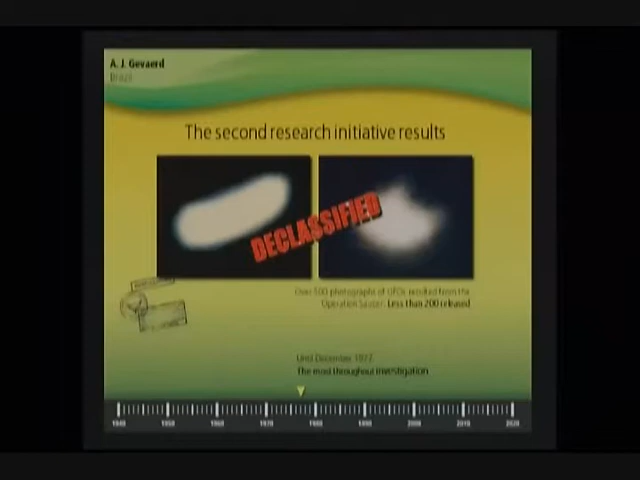 A. J. Gevaerd
Brazil
The second research initiative results
DECLASSIFIED
Over 500 photographs of UFOs resulted from the
Operation Saucer. Less than 200 released
Until December, 1977
The most throughout investigation
1940 1950 1960 1970 1980 1990 2000 2010 2020